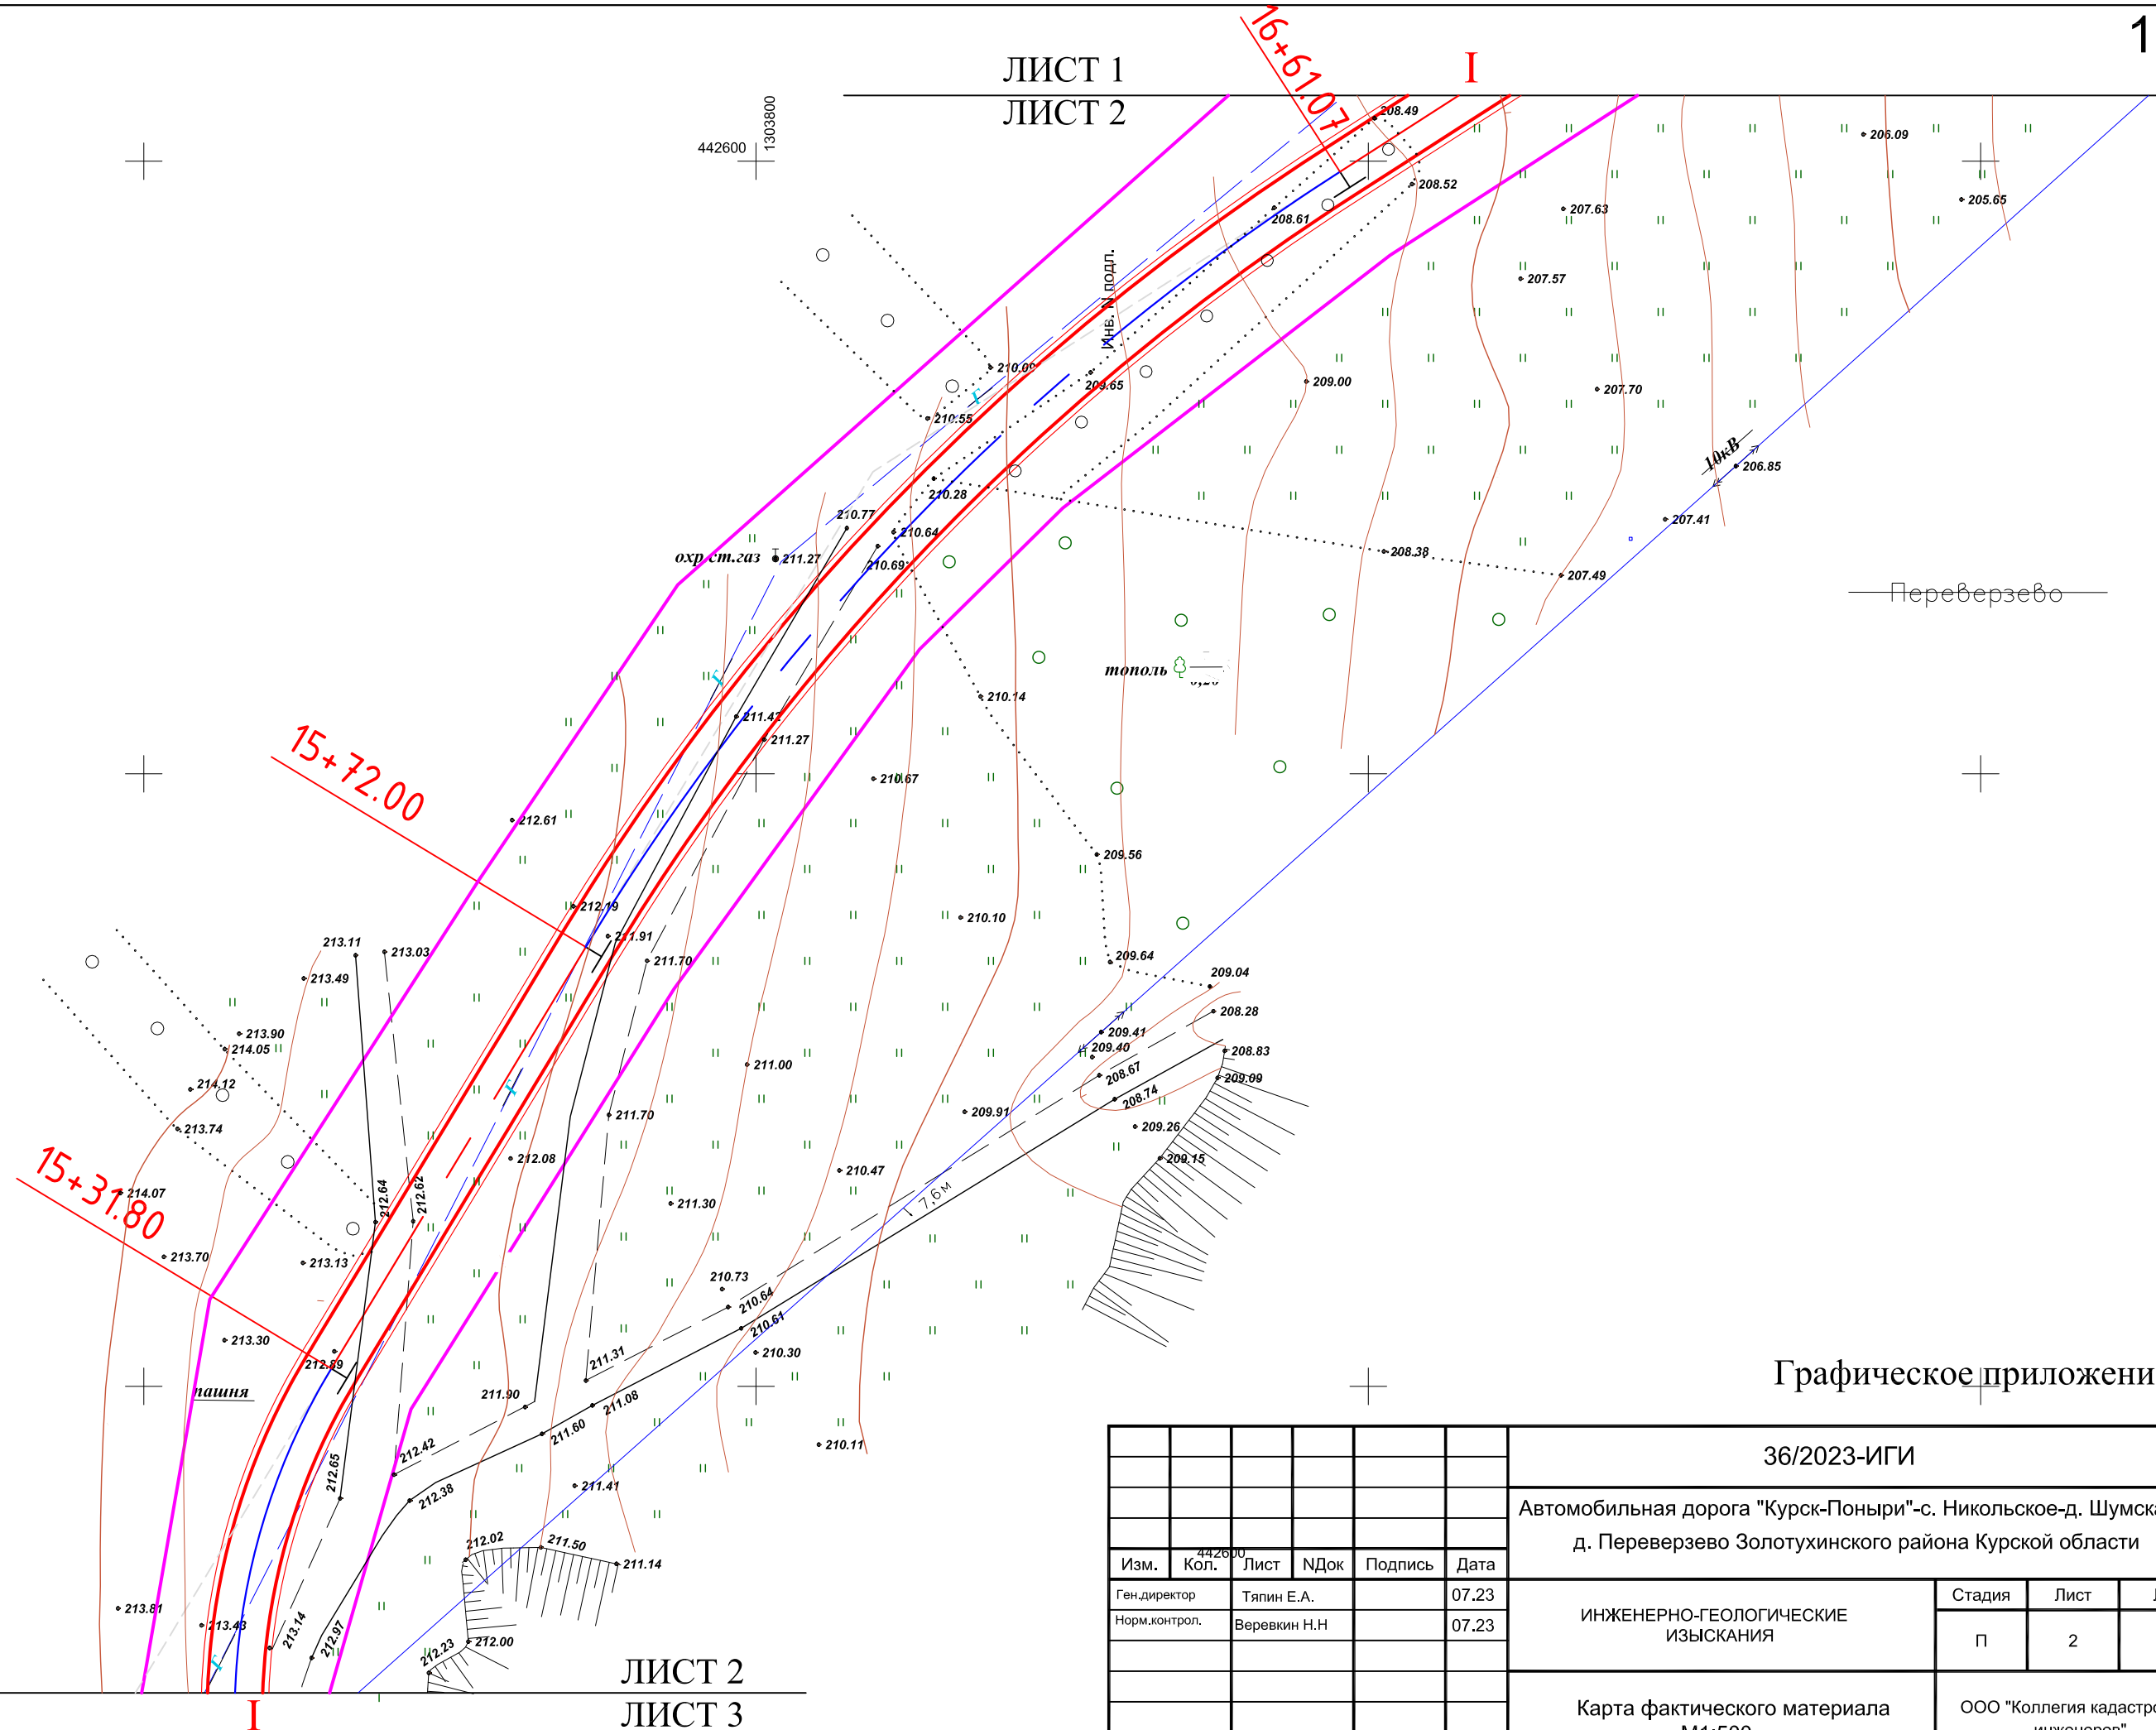 1
ЛИСТ 1
I
ЛИСТ 2
16+61.07
442600
1303800
208.49
206.09
208.52
208.61
207.63
205.65
Инв. N подл.
207.57
210.09
209.65
209.00
207.70
г
210.55
10кВ
206.85
210.28
210.77
210.64
207.41
охр.ст.газ
211.27
210.69
208.38
207.49
Переверзево
тополь
г
210.14
211.27
15+72.00
210.67
212.61
209.56
212.19
211.91
210.10
213.11
213.03
211.70
209.64
209.04
213.49
208.28
213.90
209.41
214.05
209.40
208.83
211.00
208.67
209.09
214.12
г
208.74
209.91
211.70
209.26
213.74
212.08
210.47
209.15
15+31.80
214.07
212.64
212.62
211.30
7,6м
213.70
213.13
210.73
210.64
210.61
213.30
212.89
210.30
211.31
пашня
211.90
211.08
211.60
210.11
212.42
212.65
212.38
211.41
212.02
211.50
211.14
213.81
213.43
213.14
212.97
212.00
212.23
г
ЛИСТ 2
I
ЛИСТ 3
Графическое приложени
36/2023-ИГИ
Автомобильная дорога "Курск-Поныри"-с. Никольское-д. Шумска
д. Переверзево Золотухинского района Курской области
442600
Изм. Кол. Лист NДок Подпись Дата
Ген.директор Тяпин Е.А. 07.23
Норм.контрол. Веревкин Н.Н 07.23
ИНЖЕНЕРНО-ГЕОЛОГИЧЕСКИЕ
ИЗЫСКАНИЯ
Стадия Лист
П 2
Карта фактического материала
М1:500
ООО "Коллегия кадастро
инженеров"